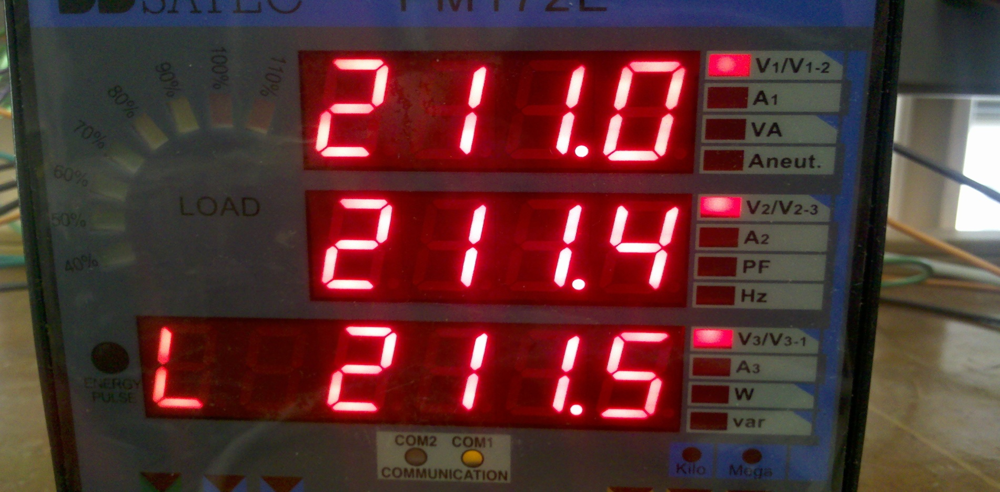 SATEC PM172E
110%
100%
90%
80%
70%
60%
50%
40%
LOAD
211.0
V1/V1-2
A1
VA
Aneut.
211.4
V2/V2-3
A2
PF
Hz
L 211.5
V3/V3-1
A3
W
var
ENERGY
PULSE
COM2 COM1
COMMUNICATION
Kilo Mega